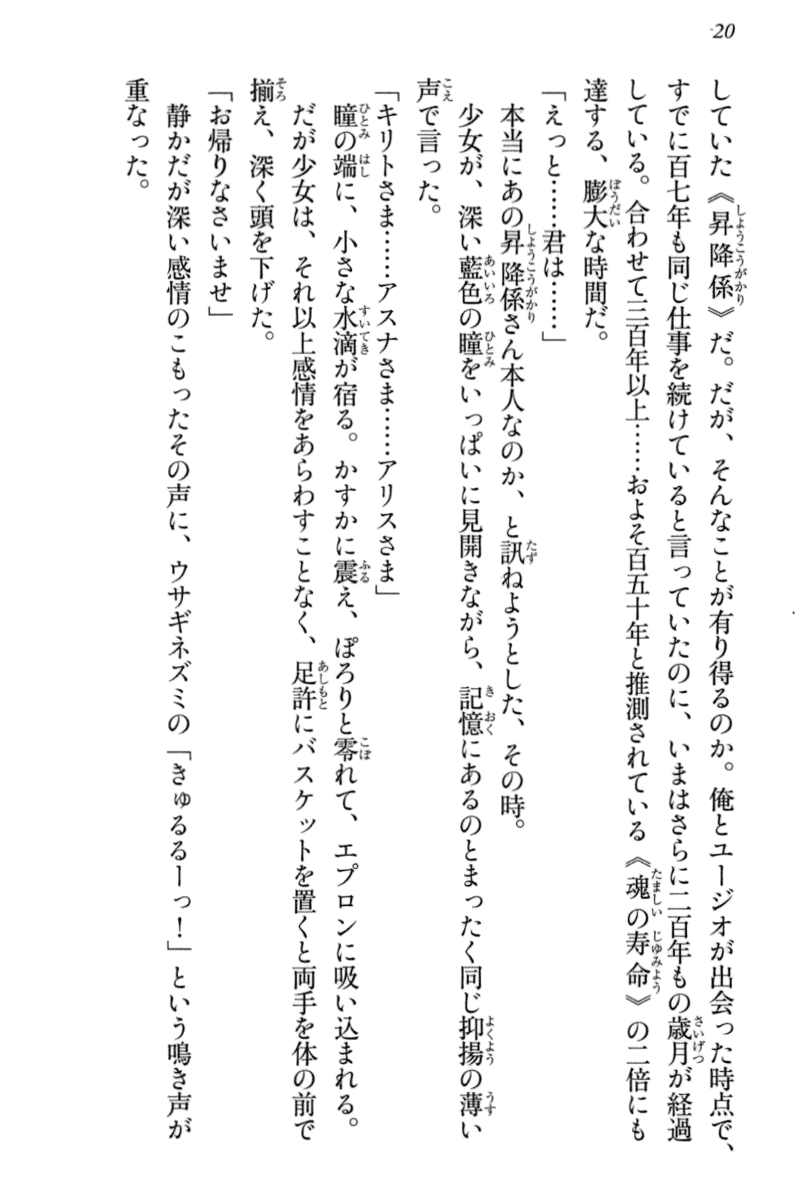 20
していた《昇降係》だ。だが、そんなことが有り得るのか。俺とユージオが出会った時点で、
すでに百七年も同じ仕事を続けていると言っていたのに、いまはさらに二百年もの歳月が経過
している。合わせて三百年以上……およそ百五十年と推測されている《魂の寿命》の二倍にも
達する、膨大な時間だ。
「えっと……君は……」
本当にあの昇降係さん本人なのか、と訊ねようとした、その時。
少女が、深い藍色の瞳をいっぱいに見開きながら、記憶にあるのとまったく同じ抑揚の薄い
声で言った。
「キリトさま……アスナさま……アリスさま」
瞳の端に、小さな水滴が宿る。かすかに震え、ぽろりと零れて、エプロンに吸い込まれる。
だが少女は、それ以上感情をあらわすことなく、足許にバスケットを置くと両手を体の前で
揃え、深く頭を下げた。
「お帰りなさいませ」
静かだが深い感情のこもったその声に、ウサギネズミの「きゅるるーっ！」という鳴き声が
重なった。